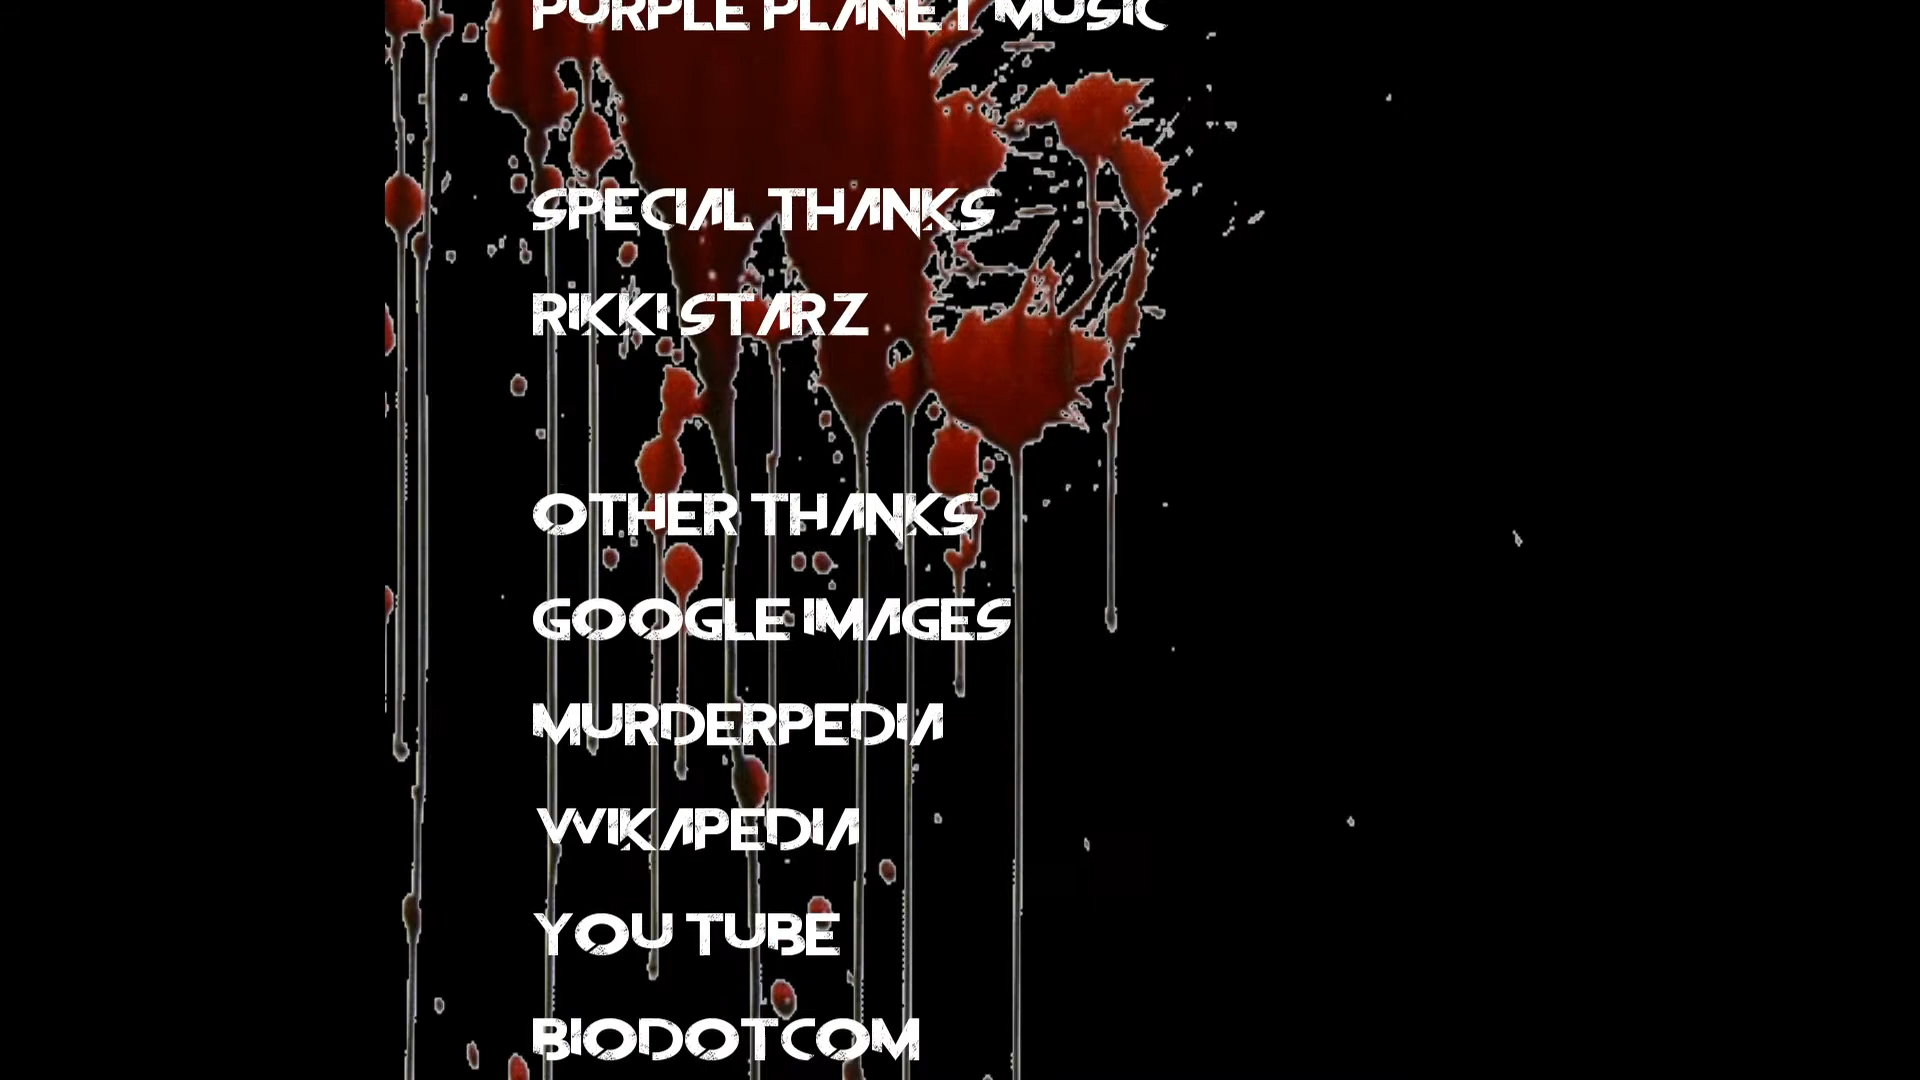 PURPLE PLANET MUSIC
SPECIAL THANKS
RIKKI STARZ
OTHER THANKS
GOOGLE IMAGES
MURDERPEDIA
WIKAPEDIA
YOU TUBE
BIODOTCOM